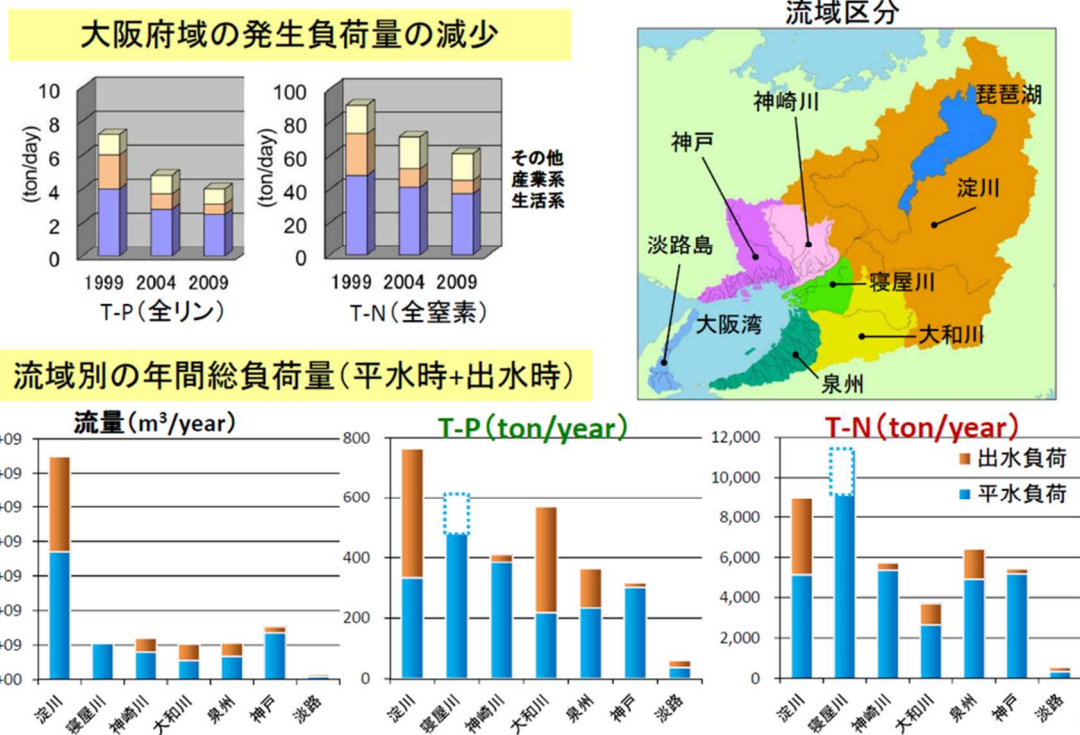 大阪府域の発生負荷量の減少
10
8
6
4
2
0
(ton/day)
1999 2004 2009
T-P（全リン）
100
80
60
40
20
0
(ton/day)
1999 2004 2009
T-N（全窒素）
その他
産業系
生活系
流域区分
琵琶湖
神崎川
神戸
淀川
淡路島
寝屋川
大阪湾
大和川
泉州
流域別の年間総負荷量（平水時+出水時）
流量（m³/year）
+09
+09
+09
+09
+09
+09
+09
+00
淀川 寝屋川 神崎川 大和川 泉州 神戸 淡路
T-P（ton/year）
800
600
400
200
0
淀川 寝屋川 神崎川 大和川 泉州 神戸 淡路
T-N（ton/year）
12,000
10,000
8,000
6,000
4,000
2,000
0
出水負荷
平水負荷
淀川 寝屋川 神崎川 大和川 泉州 神戸 淡路